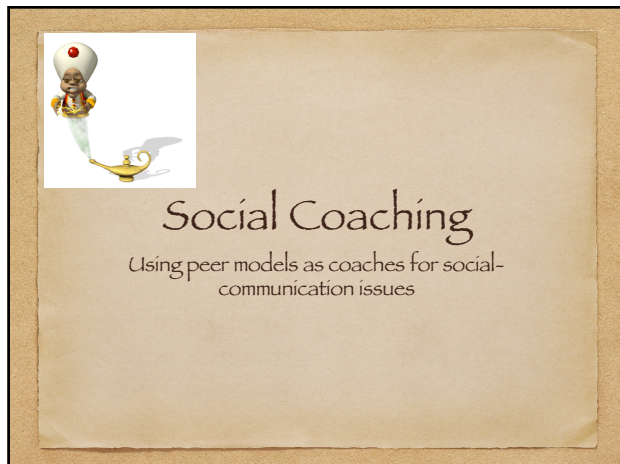 Social Coaching
Using peer models as coaches for social-
communication issues